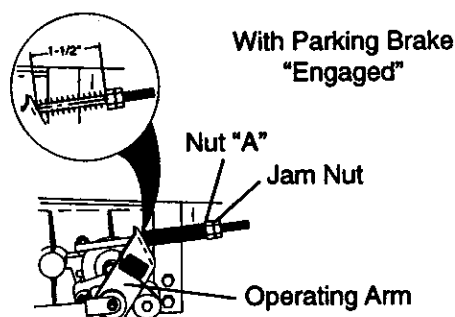 1-1/2"
With Parking Brake
"Engaged"
Nut "A"
Jam Nut
Operating Arm